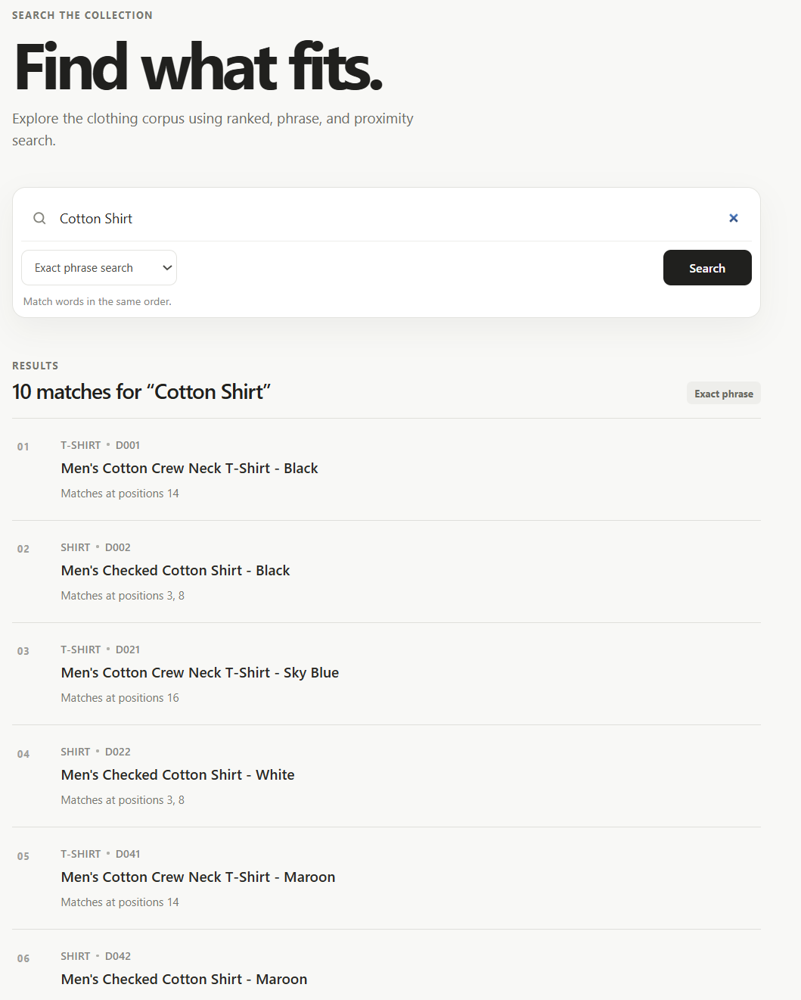 SEARCH THE COLLECTION
Find what fits.
Explore the clothing corpus using ranked, phrase, and proximity
search.
Cotton Shirt
Exact phrase search
Search
Match words in the same order.
RESULTS
10 matches for “Cotton Shirt”
Exact phrase
01
T-SHIRT • D001
Men's Cotton Crew Neck T-Shirt - Black
Matches at positions 14
02
SHIRT • D002
Men's Checked Cotton Shirt - Black
Matches at positions 3, 8
03
T-SHIRT • D021
Men's Cotton Crew Neck T-Shirt - Sky Blue
Matches at positions 16
04
SHIRT • D022
Men's Checked Cotton Shirt - White
Matches at positions 3, 8
05
T-SHIRT • D041
Men's Cotton Crew Neck T-Shirt - Maroon
Matches at positions 14
06
SHIRT • D042
Men's Checked Cotton Shirt - Maroon